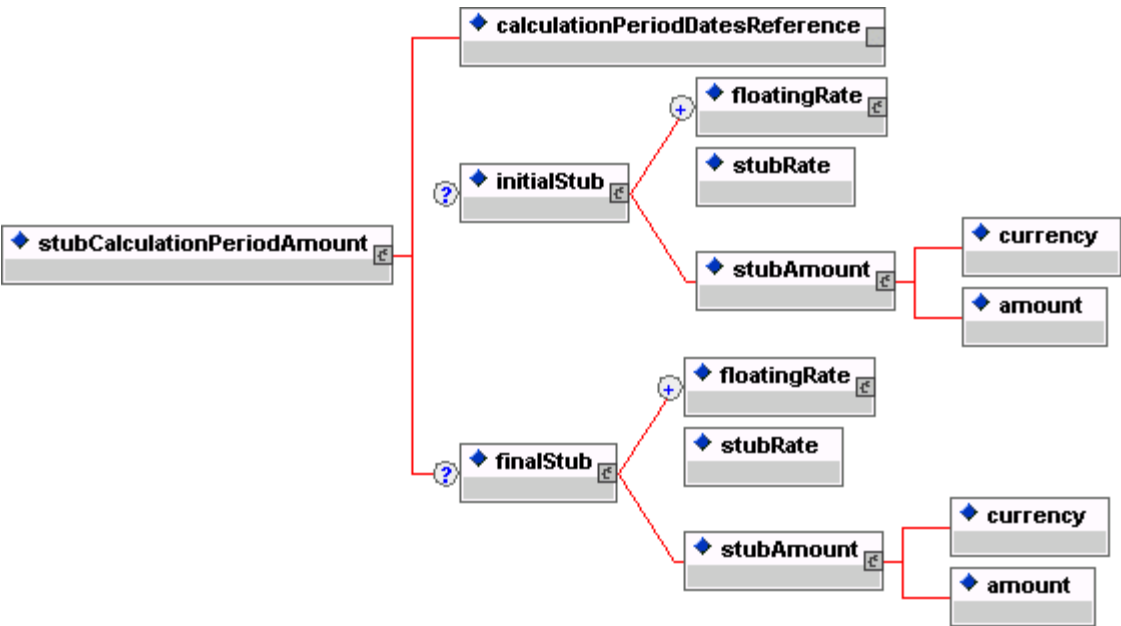 calculationPeriodDatesReference
floatingRate
+
stubRate
?
initialStub
stubCalculationPeriodAmount
stubAmount
currency
amount
floatingRate
+
stubRate
?
finalStub
stubAmount
currency
amount